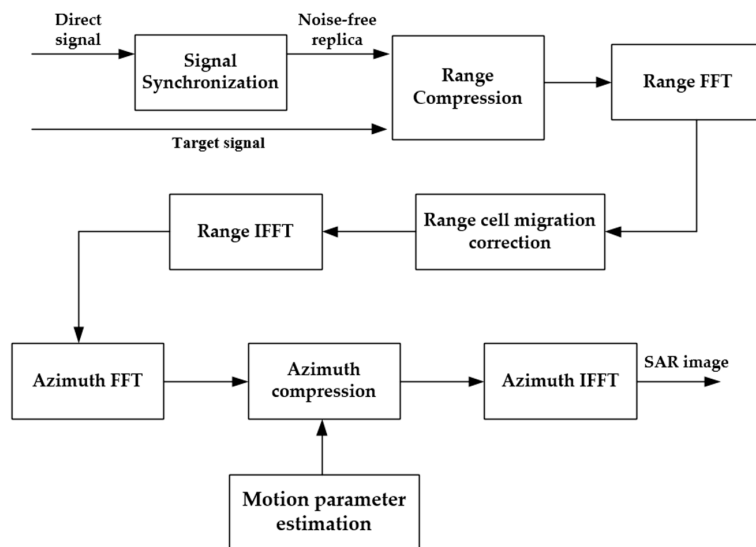 Direct
signal
Noise-free
replica
Signal
Synchronization
Range
Compression
Range FFT
Target signal
Range IFFT
Range cell migration
correction
Azimuth FFT
Azimuth
compression
Azimuth IFFT
SAR image
Motion parameter
estimation